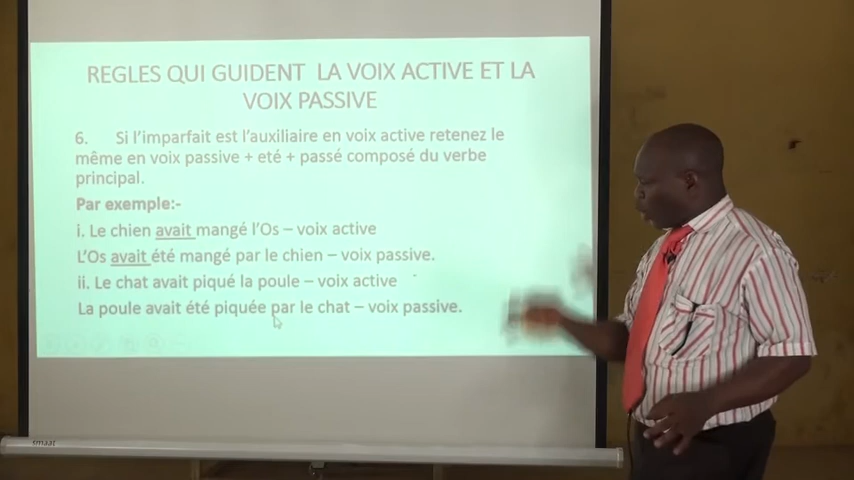 REGLES QUI GUIDENT LA VOIX ACTIVE ET LA
VOIX PASSIVE
6. Si l'imparfait est l'auxiliaire en voix active retenez le
même en voix passive + eté + passé composé du verbe
principal.
Par exemple:-
i. Le chien avait mangé l'Os – voix active
L'Os avait été mangé par le chien – voix passive.
ii. Le chat avait piqué la poule – voix active
La poule avait été piquée par le chat – voix passive.
smaat